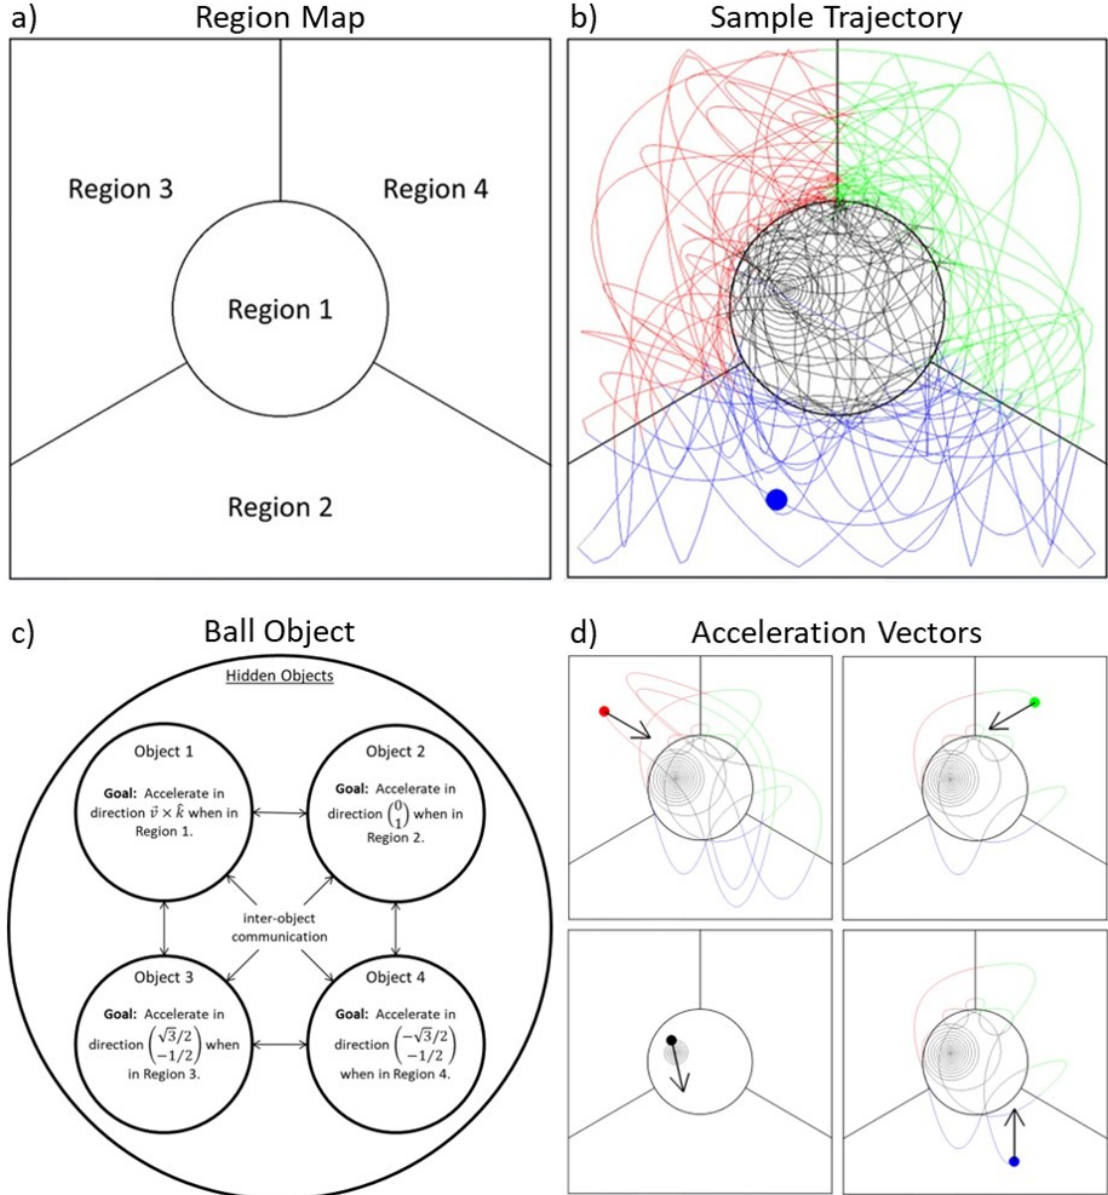 a) Region Map
Region 3
Region 4
Region 1
Region 2
b) Sample Trajectory
c) Ball Object
Hidden Objects
Object 1
Goal: Accelerate in
direction v⃗ × k̂ when in
Region 1.
Object 2
Goal: Accelerate in
direction (0 1) when in
Region 2.
inter-object
communication
Object 3
Goal: Accelerate in
direction (√3/2 −1/2) when
in Region 3.
Object 4
Goal: Accelerate in
direction (−√3/2 −1/2)
when in Region 4.
d) Acceleration Vectors